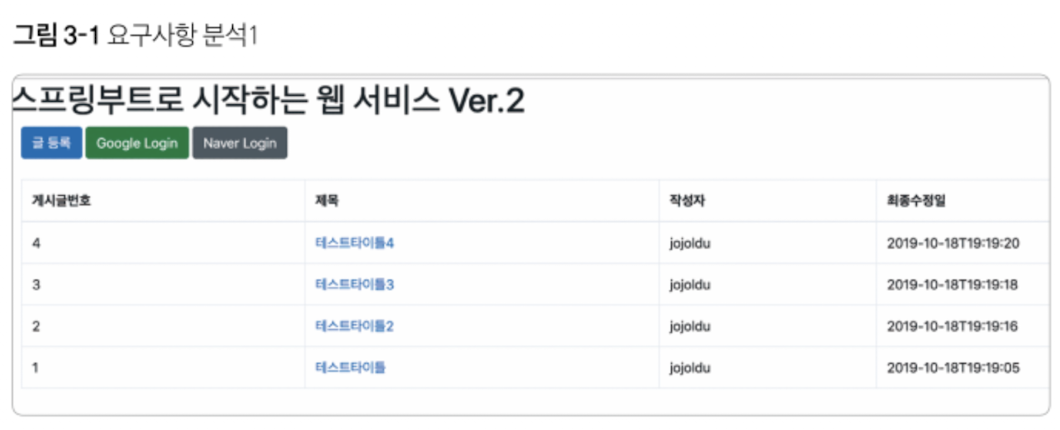 그림 3-1 요구사항 분석1
스프링부트로 시작하는 웹 서비스 Ver.2
글 등록 Google Login Naver Login
게시글번호 제목 작성자 최종수정일
4 테스트타이틀4 jojoldu 2019-10-18T19:19:20
3 테스트타이틀3 jojoldu 2019-10-18T19:19:18
2 테스트타이틀2 jojoldu 2019-10-18T19:19:16
1 테스트타이틀 jojoldu 2019-10-18T19:19:05